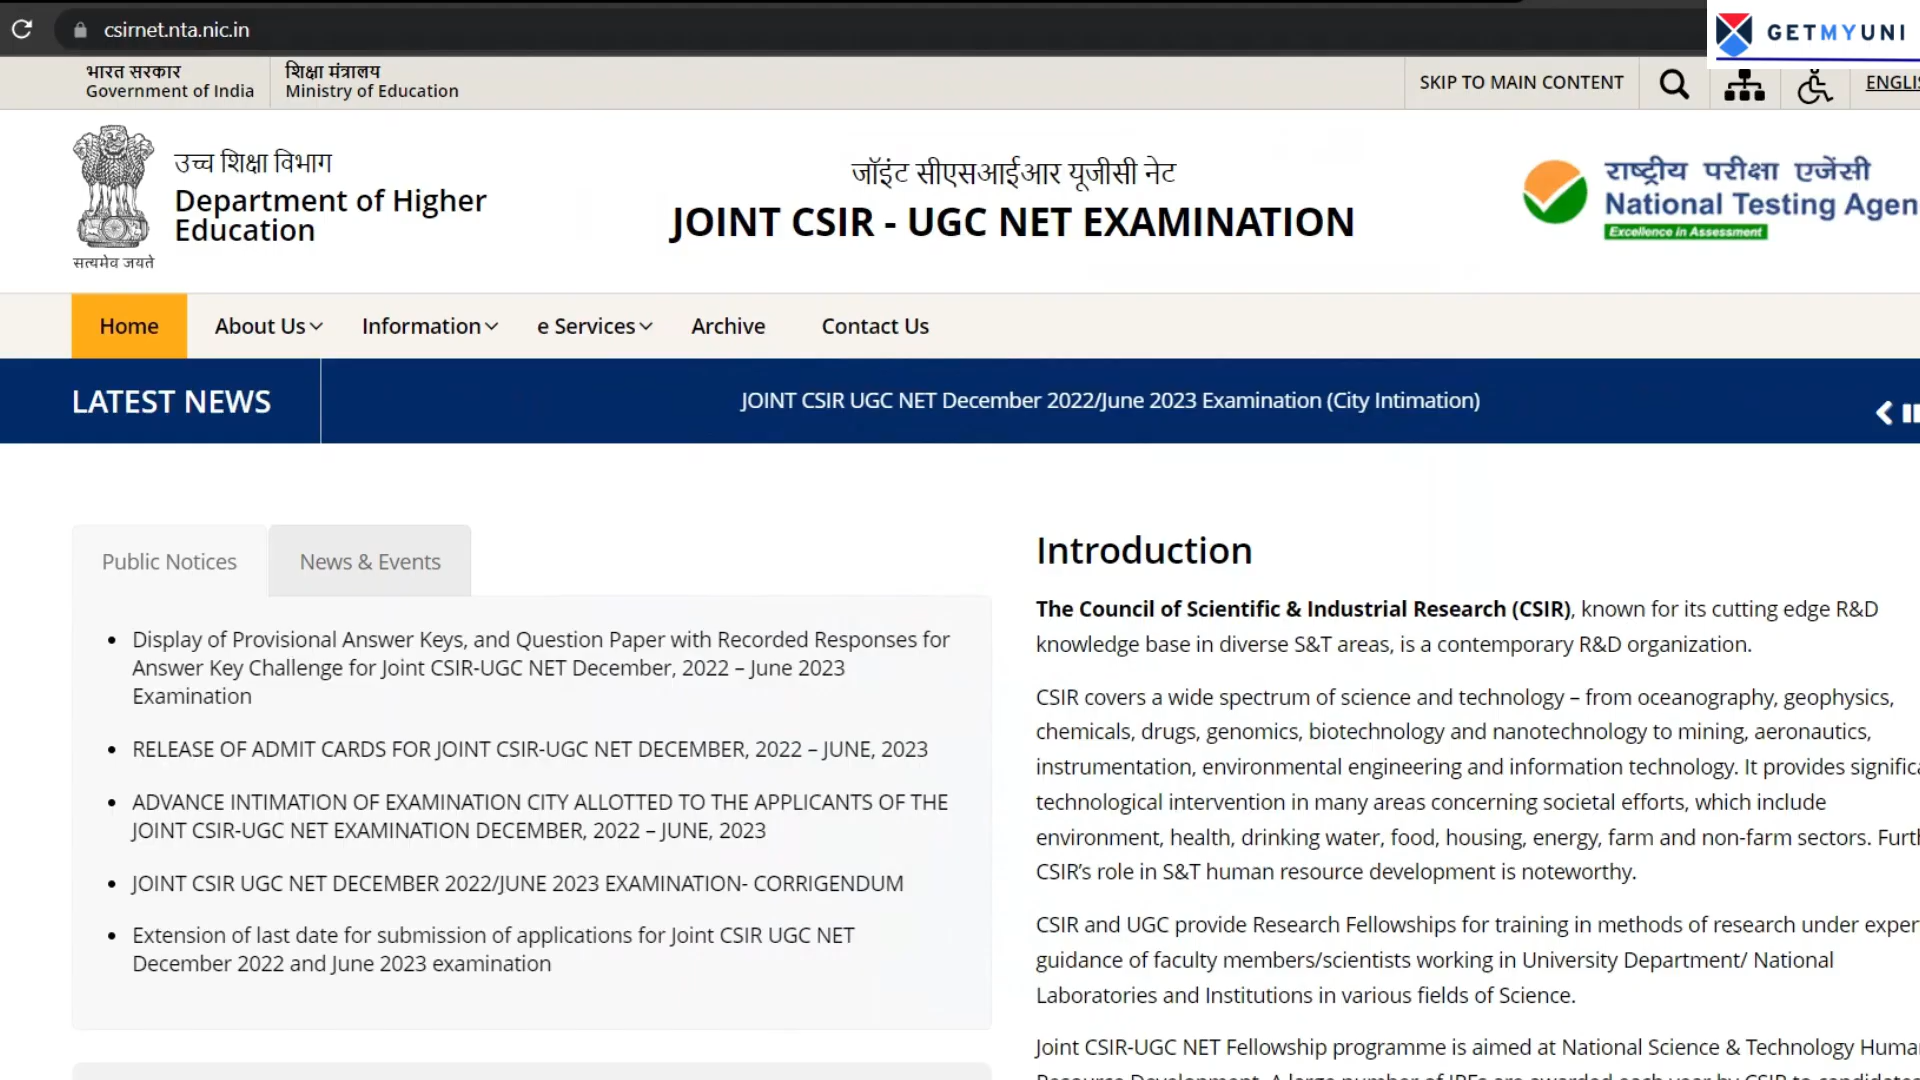 csirnet.nta.nic.in
GETMYUNI
भारत सरकार
Government of India
शिक्षा मंत्रालय
Ministry of Education
SKIP TO MAIN CONTENT
ENGLIS
उच्च शिक्षा विभाग
Department of Higher
Education
सत्यमेव जयते
जॉइंट सीएसआईआर यूजीसी नेट
JOINT CSIR - UGC NET EXAMINATION
राष्ट्रीय परीक्षा एजेंसी
National Testing Agen
Excellence in Assessment
Home
About Us
Information
e Services
Archive
Contact Us
LATEST NEWS
JOINT CSIR UGC NET December 2022/June 2023 Examination (City Intimation)
Public Notices
News & Events
Display of Provisional Answer Keys, and Question Paper with Recorded Responses for
Answer Key Challenge for Joint CSIR-UGC NET December, 2022 – June 2023
Examination
RELEASE OF ADMIT CARDS FOR JOINT CSIR-UGC NET DECEMBER, 2022 – JUNE, 2023
ADVANCE INTIMATION OF EXAMINATION CITY ALLOTTED TO THE APPLICANTS OF THE
JOINT CSIR-UGC NET EXAMINATION DECEMBER, 2022 – JUNE, 2023
JOINT CSIR UGC NET DECEMBER 2022/JUNE 2023 EXAMINATION- CORRIGENDUM
Extension of last date for submission of applications for Joint CSIR UGC NET
December 2022 and June 2023 examination
Introduction
The Council of Scientific & Industrial Research (CSIR), known for its cutting edge R&D
knowledge base in diverse S&T areas, is a contemporary R&D organization.
CSIR covers a wide spectrum of science and technology – from oceanography, geophysics,
chemicals, drugs, genomics, biotechnology and nanotechnology to mining, aeronautics,
instrumentation, environmental engineering and information technology. It provides significa
technological intervention in many areas concerning societal efforts, which include
environment, health, drinking water, food, housing, energy, farm and non-farm sectors. Furth
CSIR’s role in S&T human resource development is noteworthy.
CSIR and UGC provide Research Fellowships for training in methods of research under exper
guidance of faculty members/scientists working in University Department/ National
Laboratories and Institutions in various fields of Science.
Joint CSIR-UGC NET Fellowship programme is aimed at National Science & Technology Huma